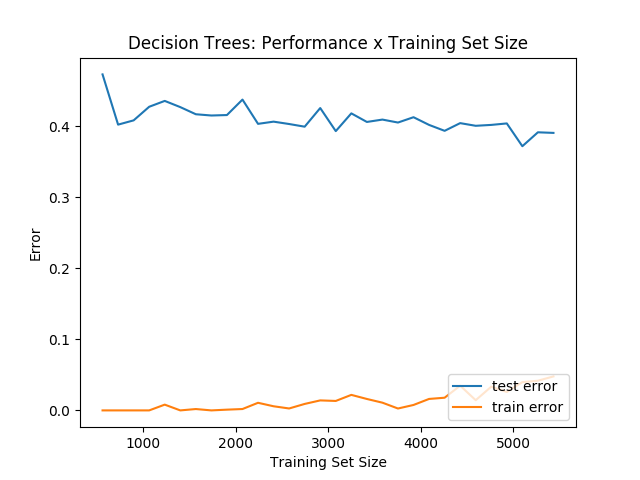 Decision Trees: Performance x Training Set Size
Error
0.4
0.3
0.2
0.1
0.0
test error
train error
1000 2000 3000 4000 5000
Training Set Size